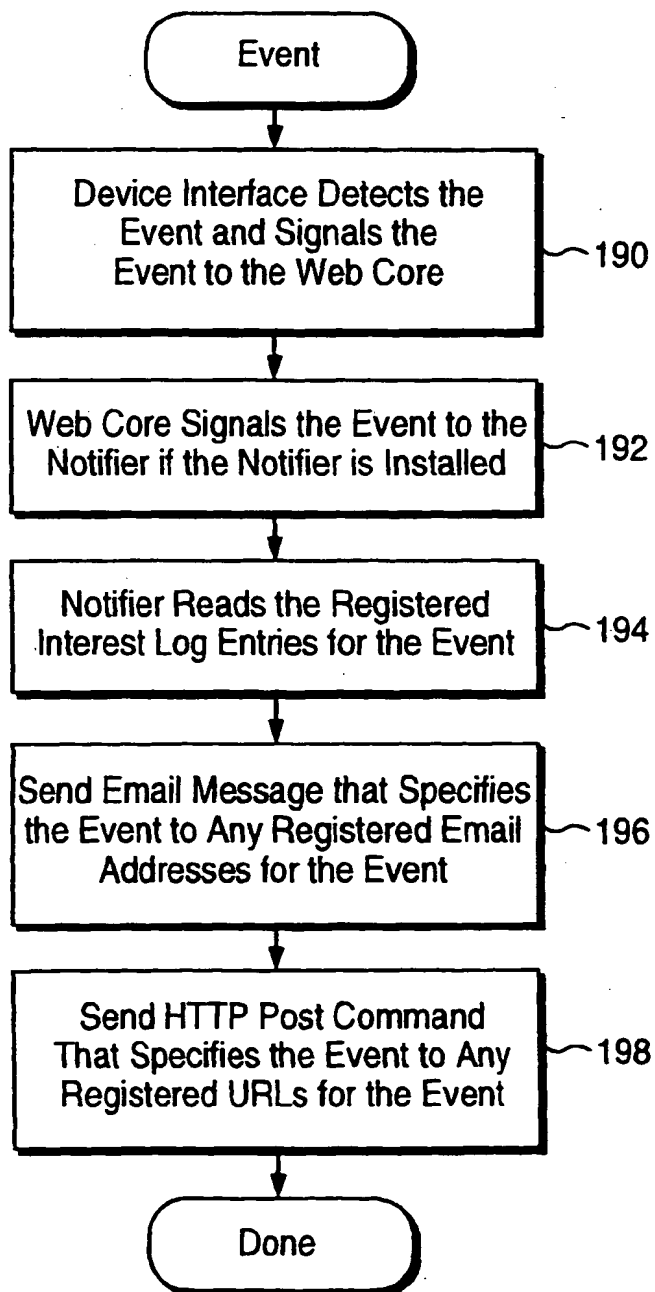 Event
Device Interface Detects the
Event and Signals the
Event to the Web Core
190
Web Core Signals the Event to the
Notifier if the Notifier is Installed
192
Notifier Reads the Registered
Interest Log Entries for the Event
194
Send Email Message that Specifies
the Event to Any Registered Email
Addresses for the Event
196
Send HTTP Post Command
That Specifies the Event to Any
Registered URLs for the Event
198
Done